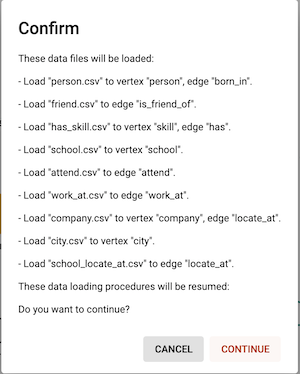 Confirm
These data files will be loaded:
- Load "person.csv" to vertex "person", edge "born_in".
- Load "friend.csv" to edge "is_friend_of".
- Load "has_skill.csv" to vertex "skill", edge "has".
- Load "school.csv" to vertex "school".
- Load "attend.csv" to edge "attend".
- Load "work_at.csv" to edge "work_at".
- Load "company.csv" to vertex "company", edge "locate_at".
- Load "city.csv" to vertex "city".
- Load "school_locate_at.csv" to edge "locate_at".
These data loading procedures will be resumed:
Do you want to continue?
CANCEL CONTINUE